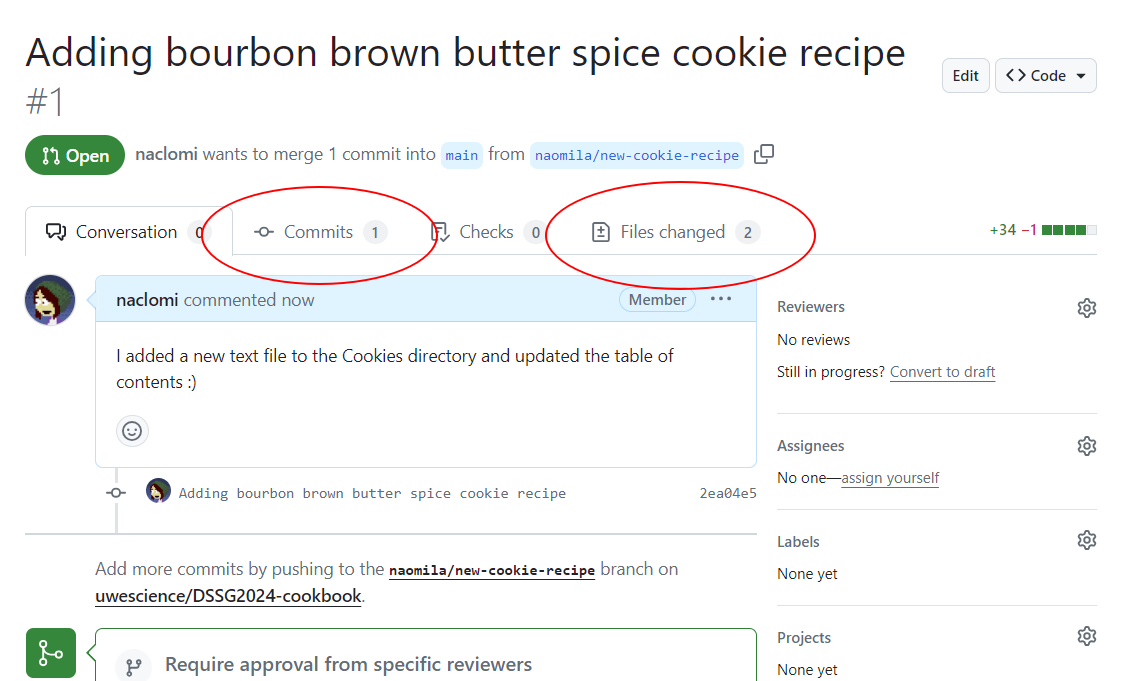 Adding bourbon brown butter spice cookie recipe
#1
Edit
Code
Open
naclomi wants to merge 1 commit into main from naomila/new-cookie-recipe
Conversation 0
Commits 1
Checks 0
Files changed 2
+34 −1
naclomi commented now
Member
I added a new text file to the Cookies directory and updated the table of
contents :)
Adding bourbon brown butter spice cookie recipe 2ea04e5
Add more commits by pushing to the naomila/new-cookie-recipe branch on
uwescience/DSSG2024-cookbook.
Require approval from specific reviewers
Reviewers
No reviews
Still in progress? Convert to draft
Assignees
No one—assign yourself
Labels
None yet
Projects
None yet